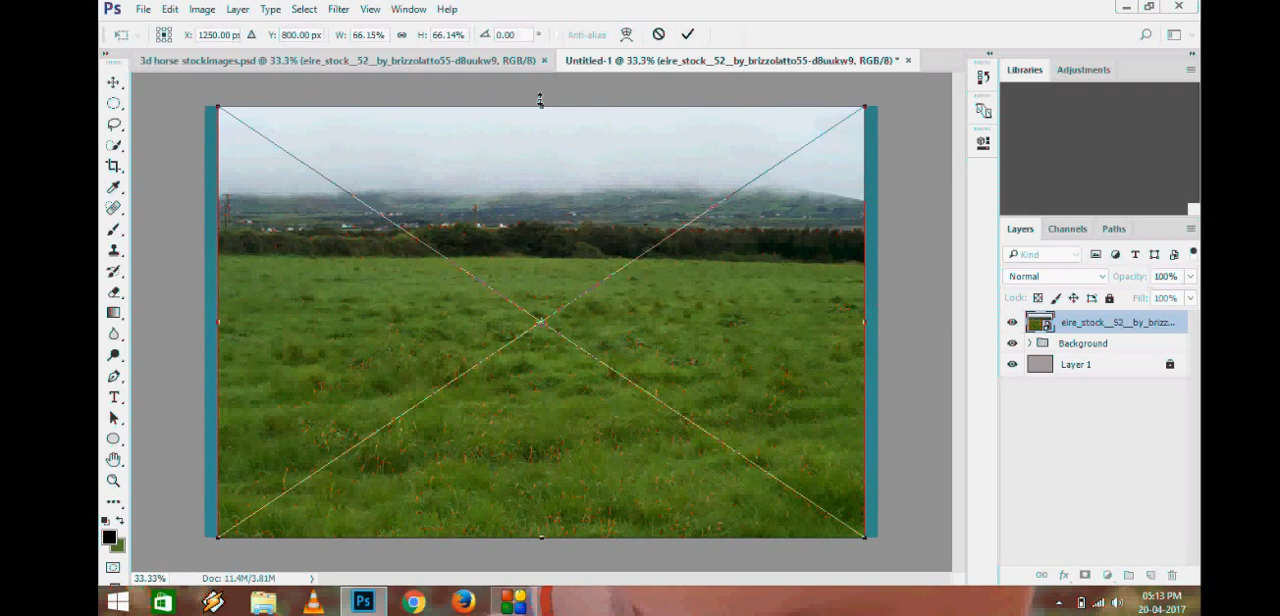 Ps File Edit Image Layer Type Select Filter View Window Help
X: 1250.00 px Y: 800.00 px W: 66.15% H: 66.14% 0.00 ° Anti-alias
3d horse stockimages.psd @ 33.3% (eire_stock__52__by_brizzolatto55-d8uukw9, RGB/8) × Untitled-1 @ 33.3% (eire_stock__52__by_brizzolatto55-d8uukw9, RGB/8) * ×
Libraries Adjustments
Layers Channels Paths
Kind
Normal Opacity: 100%
Lock: Fill: 100%
eire_stock__52__by_brizz...
Background
Layer 1
33.33% Doc: 11.4M/3.81M
Ps
05:13 PM
20-04-2017